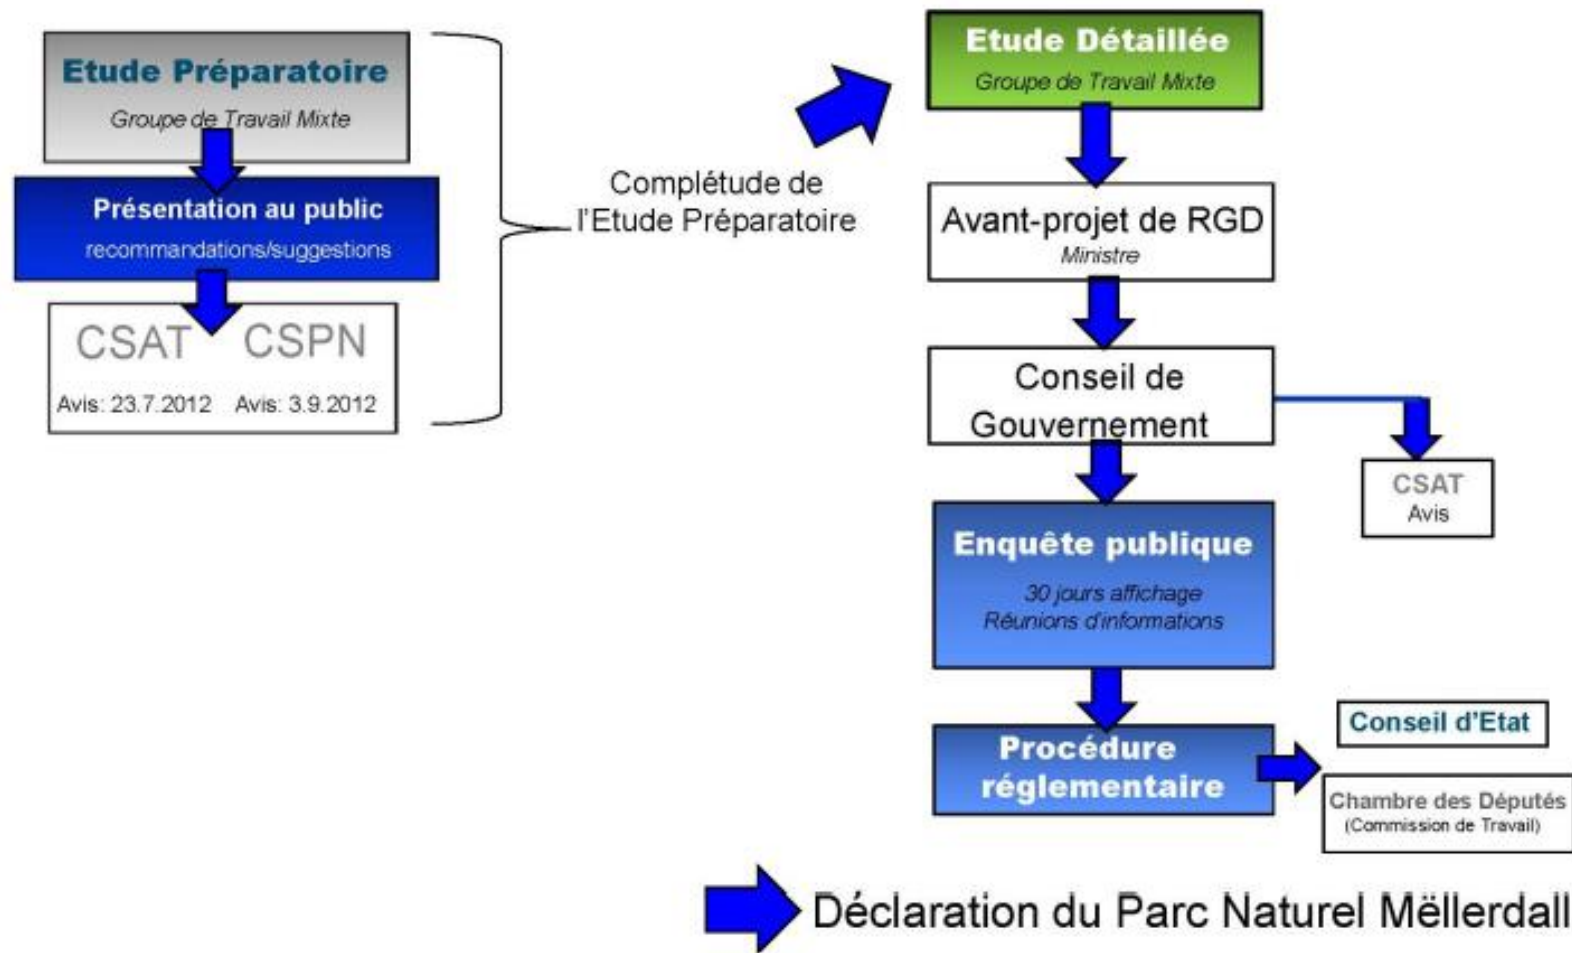 Etude Préparatoire
Groupe de Travail Mixte
Présentation au public
recommandations/suggestions
CSAT CSPN
Avis: 23.7.2012 Avis: 3.9.2012
Complétude de
l'Etude Préparatoire
Etude Détaillée
Groupe de Travail Mixte
Avant-projet de RGD
Ministre
Conseil de
Gouvernement
CSAT
Avis
Enquête publique
30 jours affichage
Réunions d'informations
Procédure
réglementaire
Conseil d'Etat
Chambre des Députés
(Commission de Travail)
Déclaration du Parc Naturel Mëllerdall